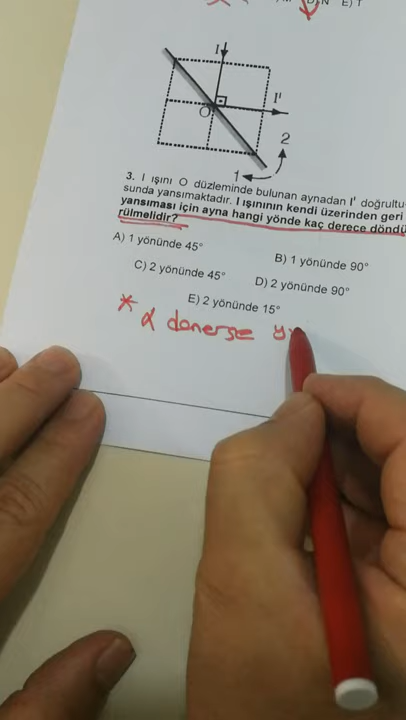 E) T
I
I'
O
2
1
3. I ışını O düzleminde bulunan aynadan I' doğrultu-
sunda yansımaktadır. I ışınının kendi üzerinden geri
yansıması için ayna hangi yönde kaç derece döndü
rülmelidir?
A) 1 yönünde 45°
B) 1 yönünde 90°
C) 2 yönünde 45°
D) 2 yönünde 90°
E) 2 yönünde 15°
* α donerse